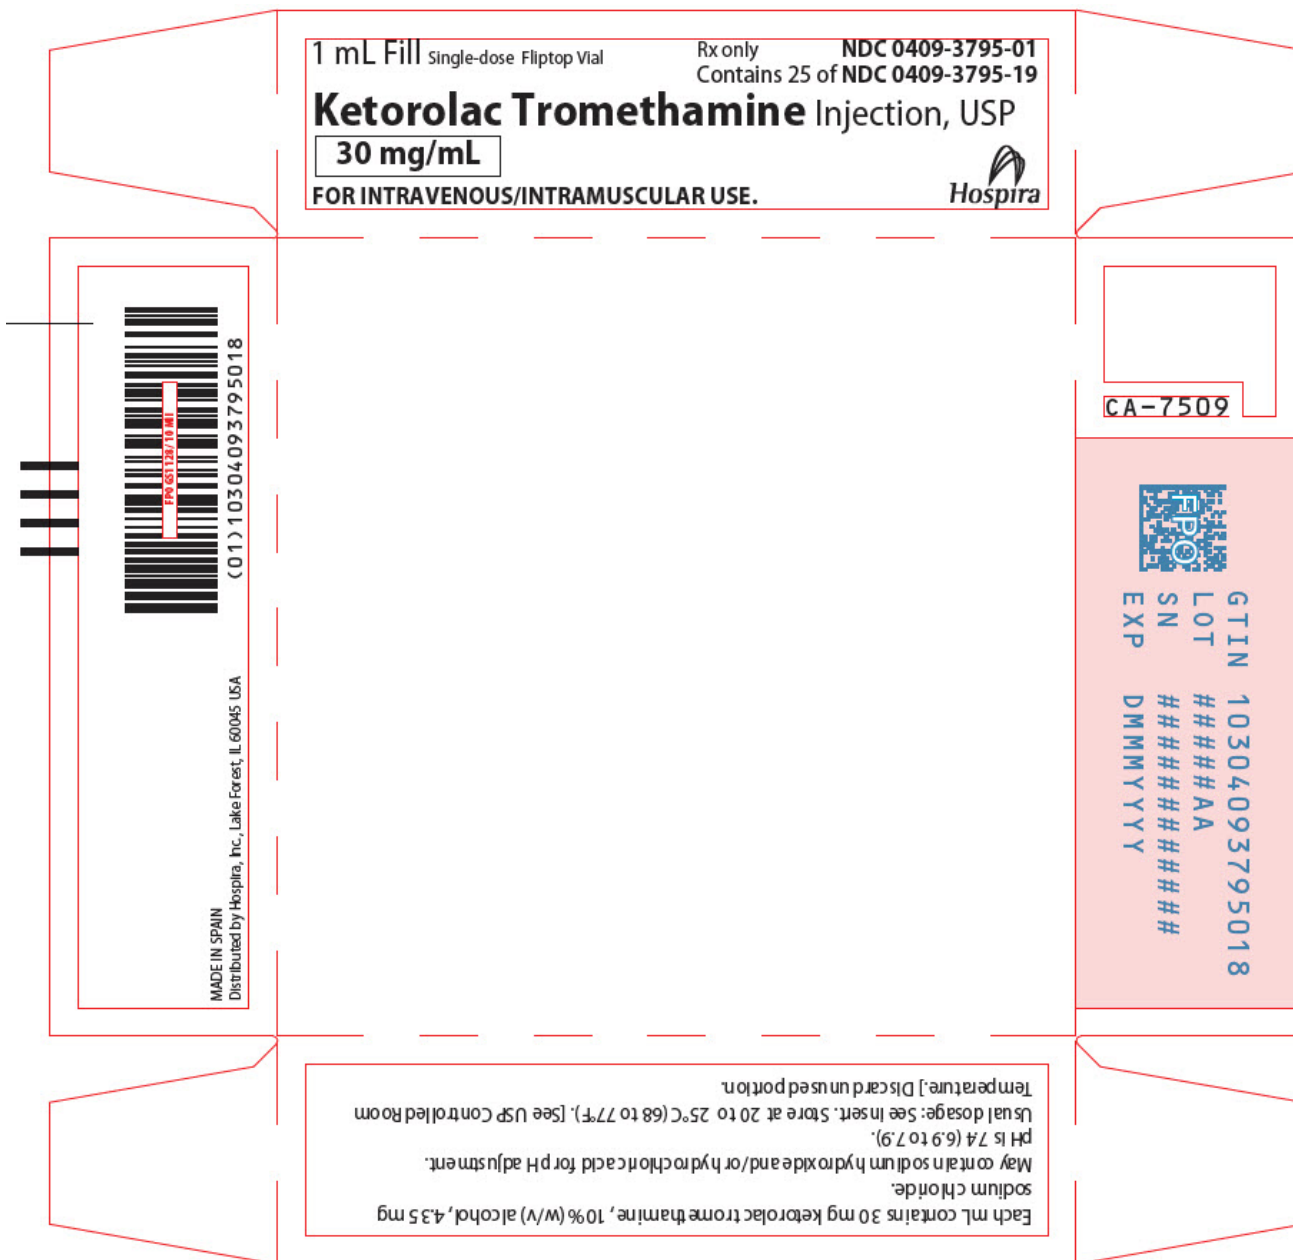 1 mL Fill Single-dose Fliptop Vial
Rx only NDC 0409-3795-01
Contains 25 of NDC 0409-3795-19
Ketorolac Tromethamine Injection, USP
30 mg/mL
FOR INTRAVENOUS/INTRAMUSCULAR USE.
Hospira
FPO GS1 128/ 10 Mil
(01)10304093795018
MADE IN SPAIN
Distributed by Hospira, Inc., Lake Forest, IL 60045 USA
CA-7509
FPO
GTIN 10304093795018
LOT #####AA
SN ############
EXP DMMMYYYY
Each mL contains 30 mg ketorolac tromethamine, 10% (w/v) alcohol, 4.35 mg
sodium chloride.
May contain sodium hydroxide and/or hydrochloric acid for pH adjustment.
pH is 7.4 (6.9 to 7.9).
Usual dosage: See insert. Store at 20 to 25°C (68 to 77°F). [See USP Controlled Room
Temperature.] Discard unused portion.